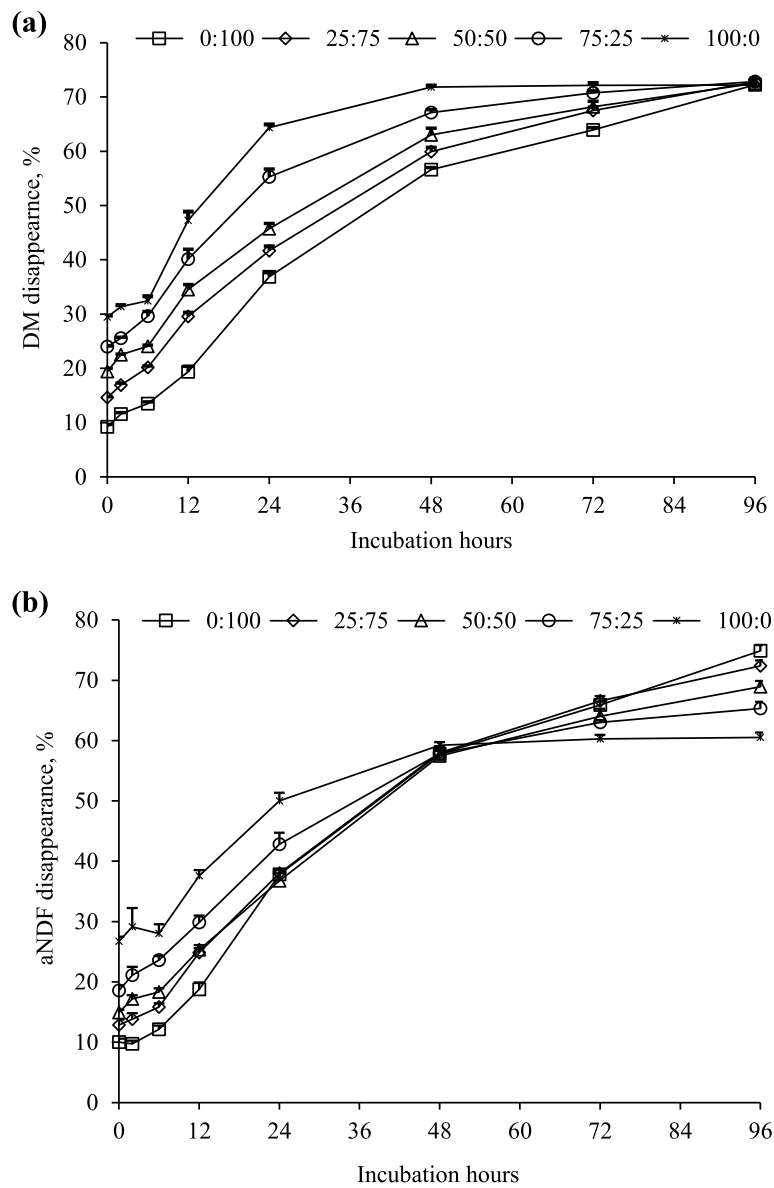 (a)
0:100 25:75 50:50 75:25 100:0
80
70
60
50
40
30
20
10
0
DM disappearnce, %
0 12 24 36 48 60 72 84 96
Incubation hours
(b)
0:100 25:75 50:50 75:25 100:0
80
70
60
50
40
30
20
10
0
aNDF disappearance, %
0 12 24 36 48 60 72 84 96
Incubation hours